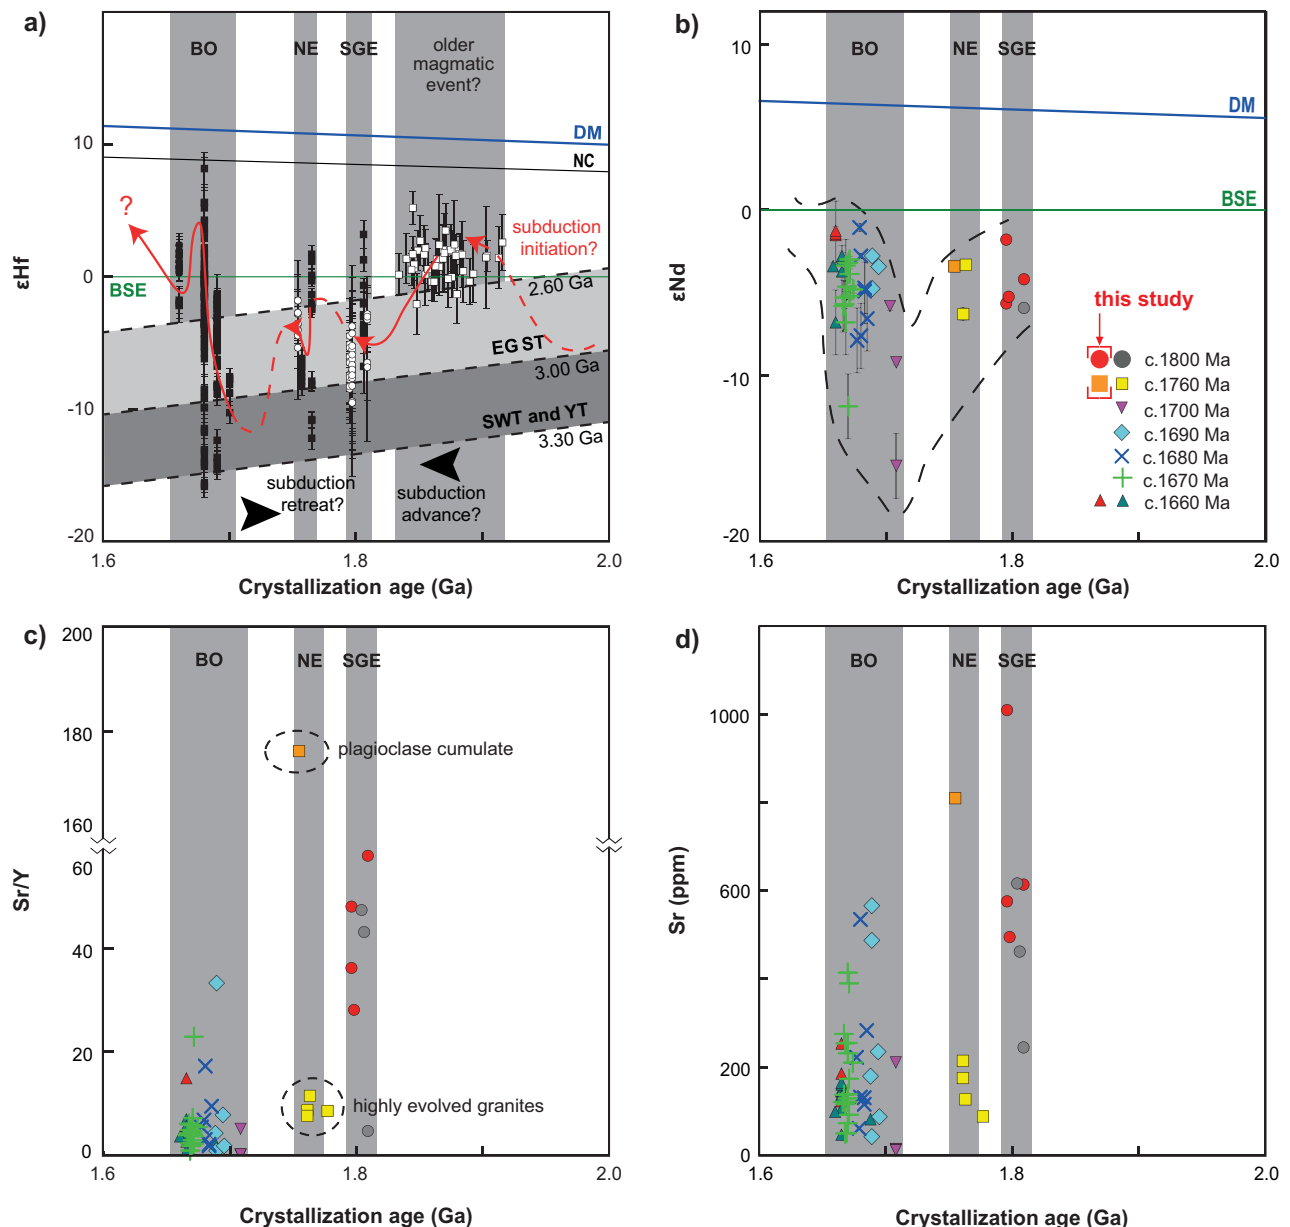 a)
BO
NE
SGE
older
magmatic
event?
DM
NC
10
0
-10
-20
εHf
?
subduction
initiation?
BSE
2.60 Ga
EG ST
3.00 Ga
SWT and YT
3.30 Ga
subduction
retreat?
subduction
advance?
1.6
1.8
2.0
Crystallization age (Ga)
b)
BO
NE
SGE
10
0
-10
-20
εNd
DM
BSE
this study
c.1800 Ma
c.1760 Ma
c.1700 Ma
c.1690 Ma
c.1680 Ma
c.1670 Ma
c.1660 Ma
1.6
1.8
2.0
Crystallization age (Ga)
c)
BO
NE
SGE
200
180
160
60
40
20
0
Sr/Y
plagioclase cumulate
highly evolved granites
1.6
1.8
2.0
Crystallization age (Ga)
d)
BO
NE
SGE
1000
600
200
0
Sr (ppm)
1.6
1.8
2.0
Crystallization age (Ga)